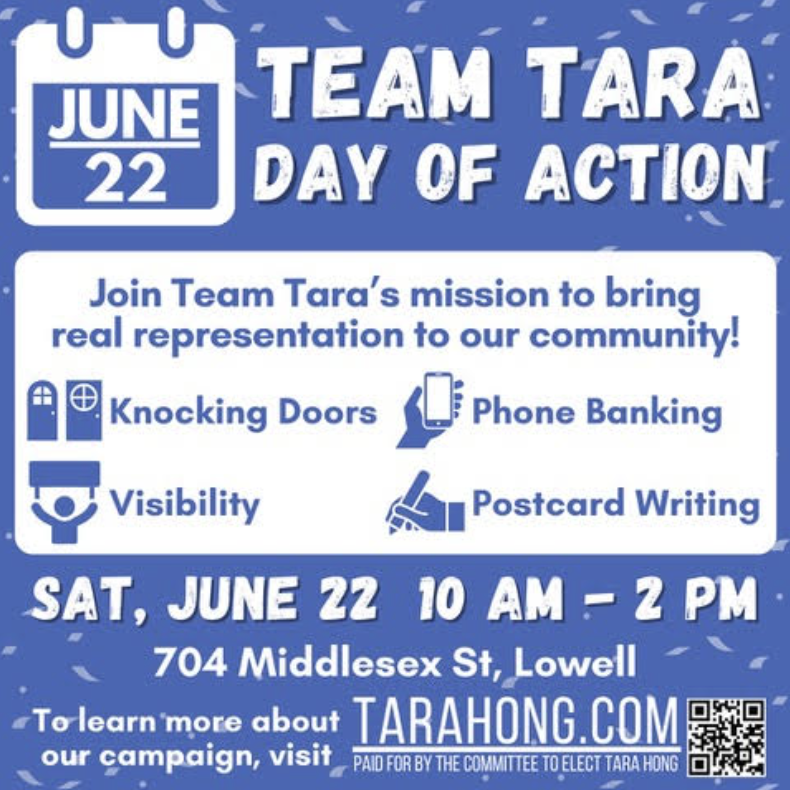 JUNE
22
TEAM TARA
DAY OF ACTION
Join Team Tara's mission to bring
real representation to our community!
Knocking Doors
Phone Banking
Visibility
Postcard Writing
SAT, JUNE 22 10 AM – 2 PM
704 Middlesex St, Lowell
To learn more about
our campaign, visit
TARAHONG.COM
PAID FOR BY THE COMMITTEE TO ELECT TARA HONG